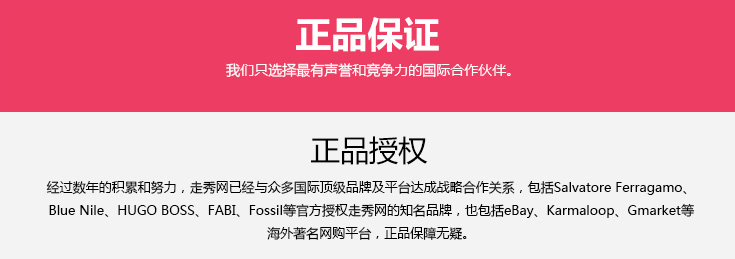 正品保证
我们只选择最有声誉和竞争力的国际合作伙伴。
正品授权
经过数年的积累和努力，走秀网已经与众多国际顶级品牌及平台达成战略合作关系，包括Salvatore Ferragamo、
Blue Nile、HUGO BOSS、FABI、Fossil等官方授权走秀网的知名品牌，也包括eBay、Karmaloop、Gmarket等
海外著名网购平台，正品保障无疑。